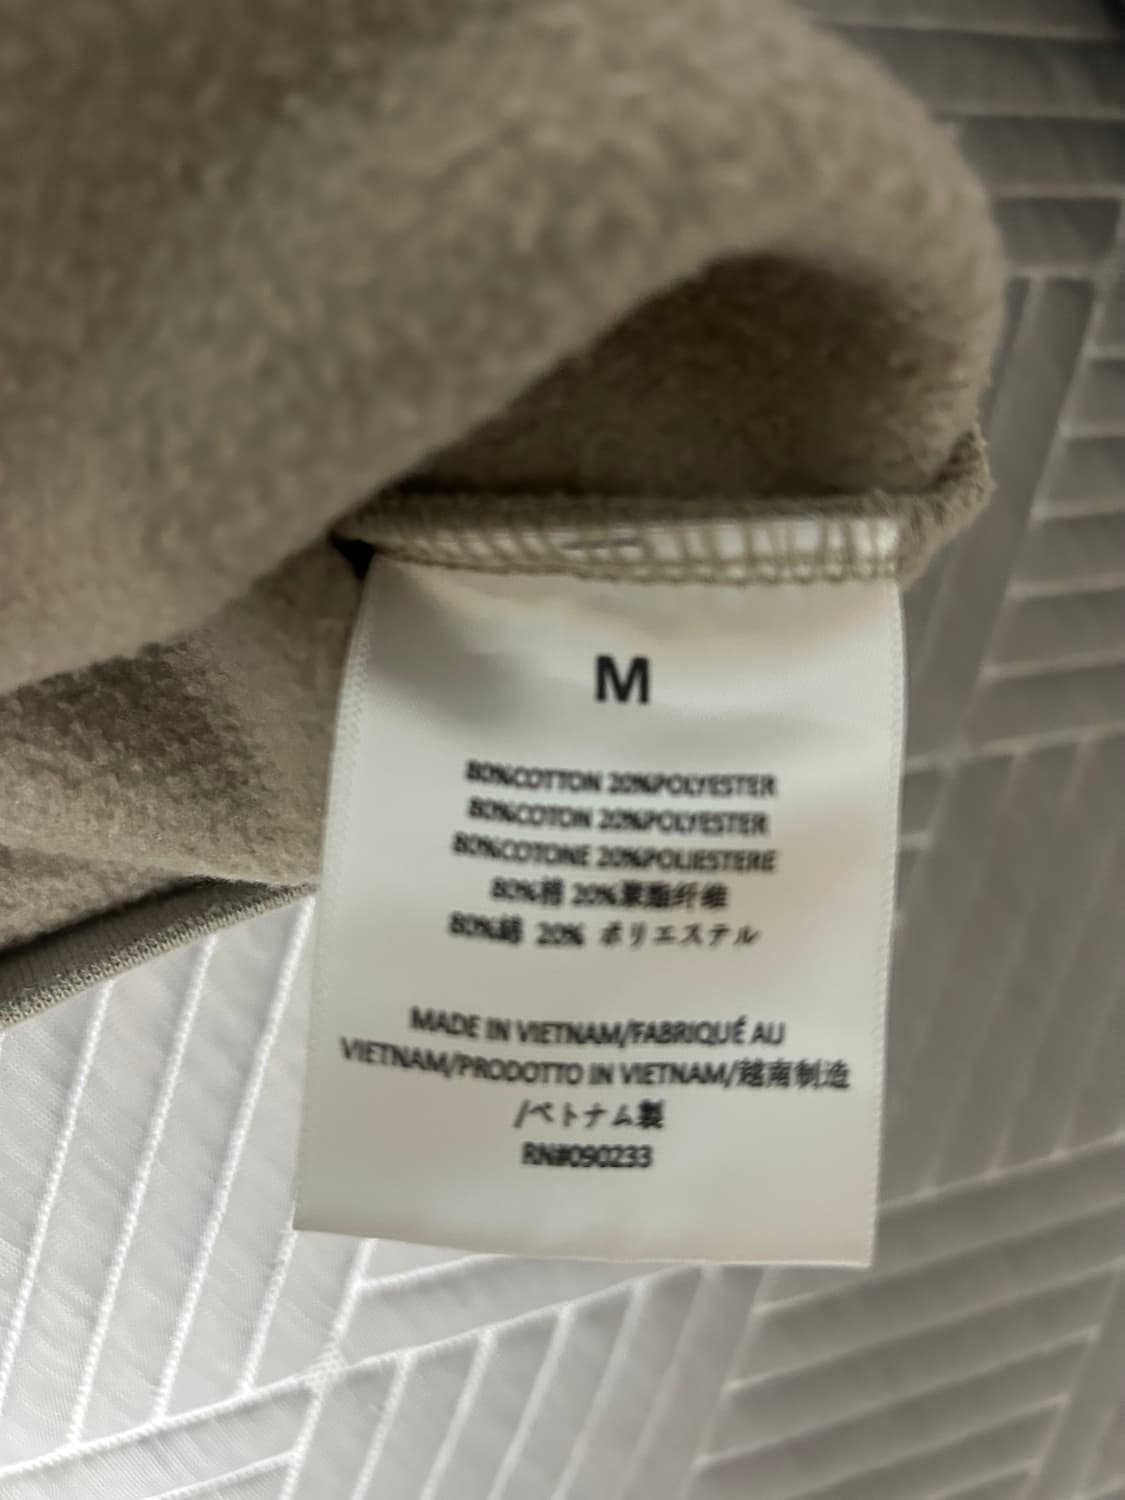 M
80%COTTON 20%POLYESTER
80%COTON 20%POLYESTER
80%COTONE 20%POLIESTERE
80%棉 20%聚酯纤维
80%綿 20% ポリエステル
MADE IN VIETNAM/FABRIQUÉ AU
VIETNAM/PRODOTTO IN VIETNAM/越南制造
/ベトナム製
RN#090233